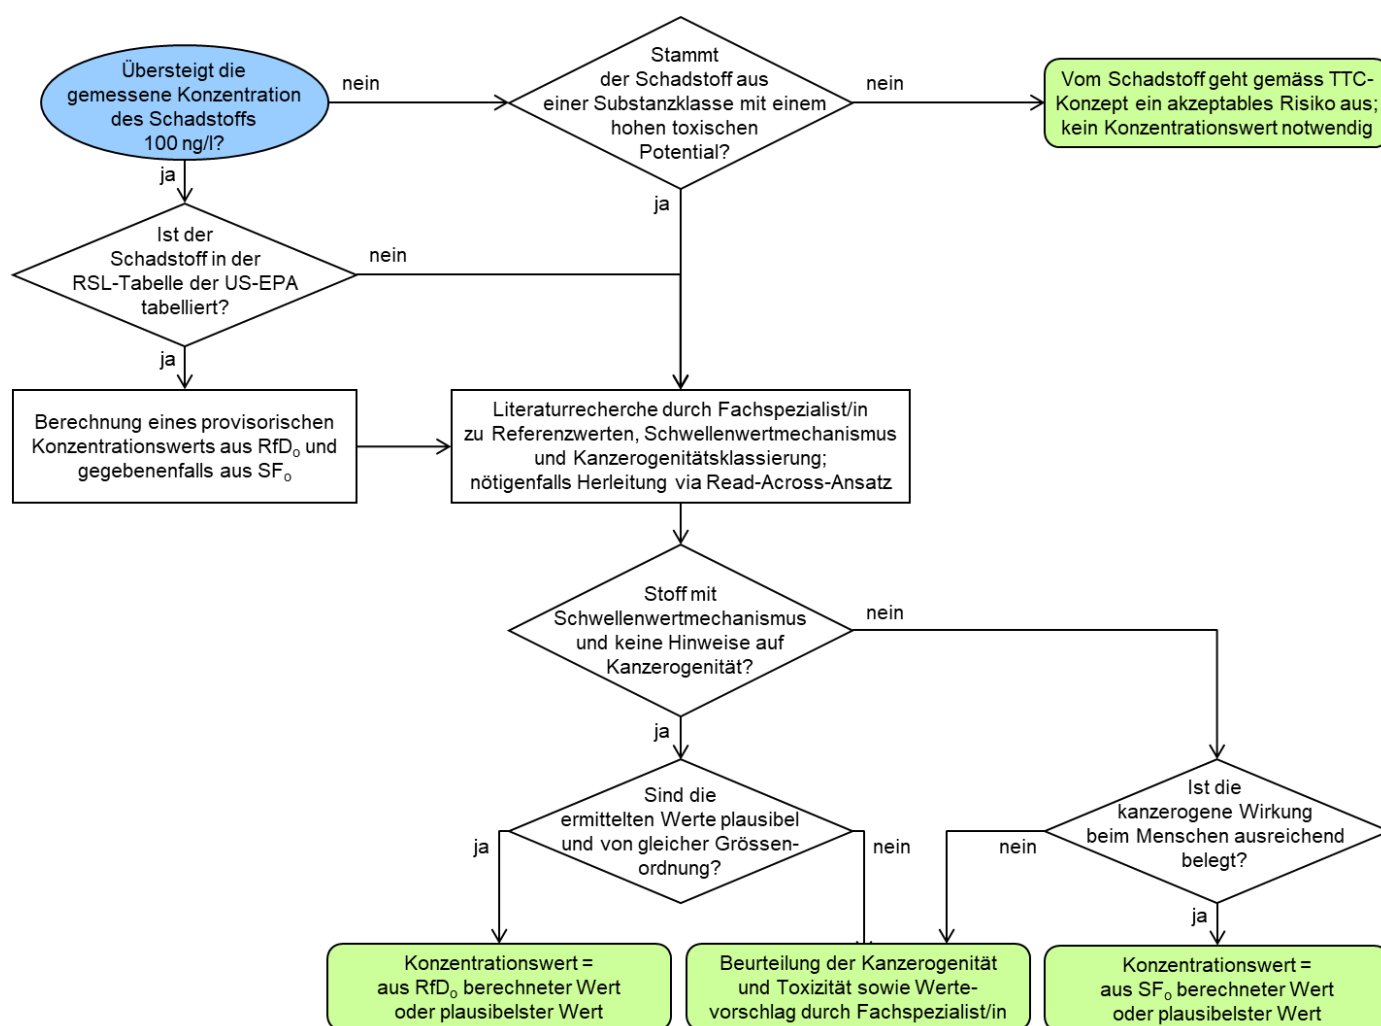 Übersteigt die
gemessene Konzentration
des Schadstoffs
100 ng/l?
nein
Stammt
der Schadstoff aus
einer Substanzklasse mit einem
hohen toxischen
Potential?
nein
Vom Schadstoff geht gemäss TTC-
Konzept ein akzeptables Risiko aus;
kein Konzentrationswert notwendig
ja
ja
Ist der
Schadstoff in der
RSL-Tabelle der US-EPA
tabelliert?
nein
ja
Berechnung eines provisorischen
Konzentrationswerts aus RfDo und
gegebenenfalls aus SFo
Literaturrecherche durch Fachspezialist/in
zu Referenzwerten, Schwellenwertmechanismus
und Kanzerogenitätsklassierung;
nötigenfalls Herleitung via Read-Across-Ansatz
Stoff mit
Schwellenwertmechanismus
und keine Hinweise auf
Kanzerogenität?
nein
ja
Sind die
ermittelten Werte plausibel
und von gleicher Grössen-
ordnung?
ja
nein
Ist die
kanzerogene Wirkung
beim Menschen ausreichend
belegt?
nein
ja
Konzentrationswert =
aus RfDo berechneter Wert
oder plausibelster Wert
Beurteilung der Kanzerogenität
und Toxizität sowie Werte-
vorschlag durch Fachspezialist/in
Konzentrationswert =
aus SFo berechneter Wert
oder plausibelster Wert